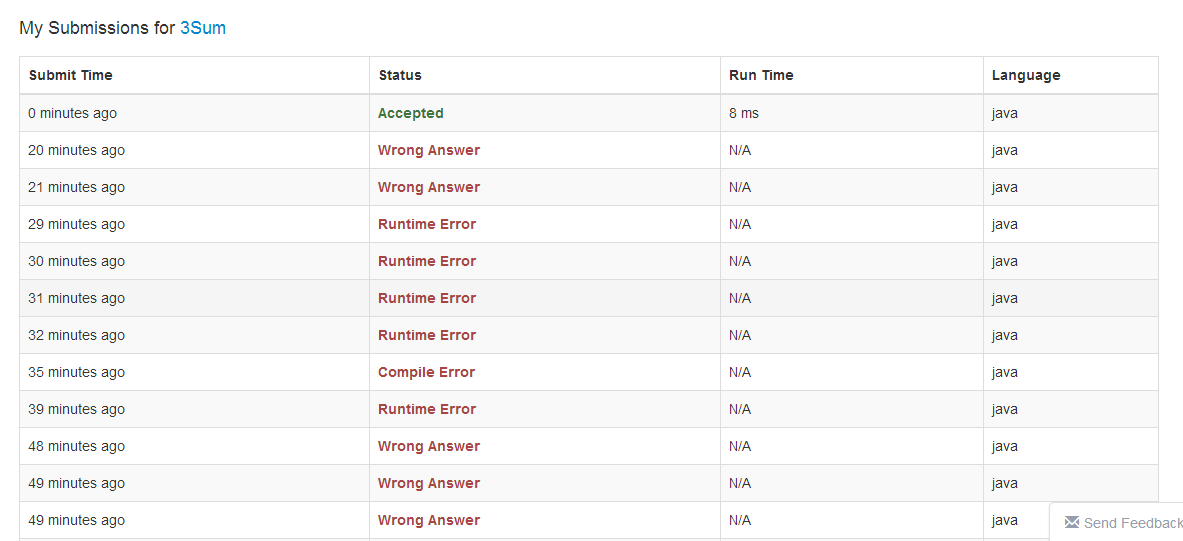 My Submissions for 3Sum
Submit Time Status Run Time Language
0 minutes ago Accepted 8 ms java
20 minutes ago Wrong Answer N/A java
21 minutes ago Wrong Answer N/A java
29 minutes ago Runtime Error N/A java
30 minutes ago Runtime Error N/A java
31 minutes ago Runtime Error N/A java
32 minutes ago Runtime Error N/A java
35 minutes ago Compile Error N/A java
39 minutes ago Runtime Error N/A java
48 minutes ago Wrong Answer N/A java
49 minutes ago Wrong Answer N/A java
49 minutes ago Wrong Answer N/A java
Send Feedback